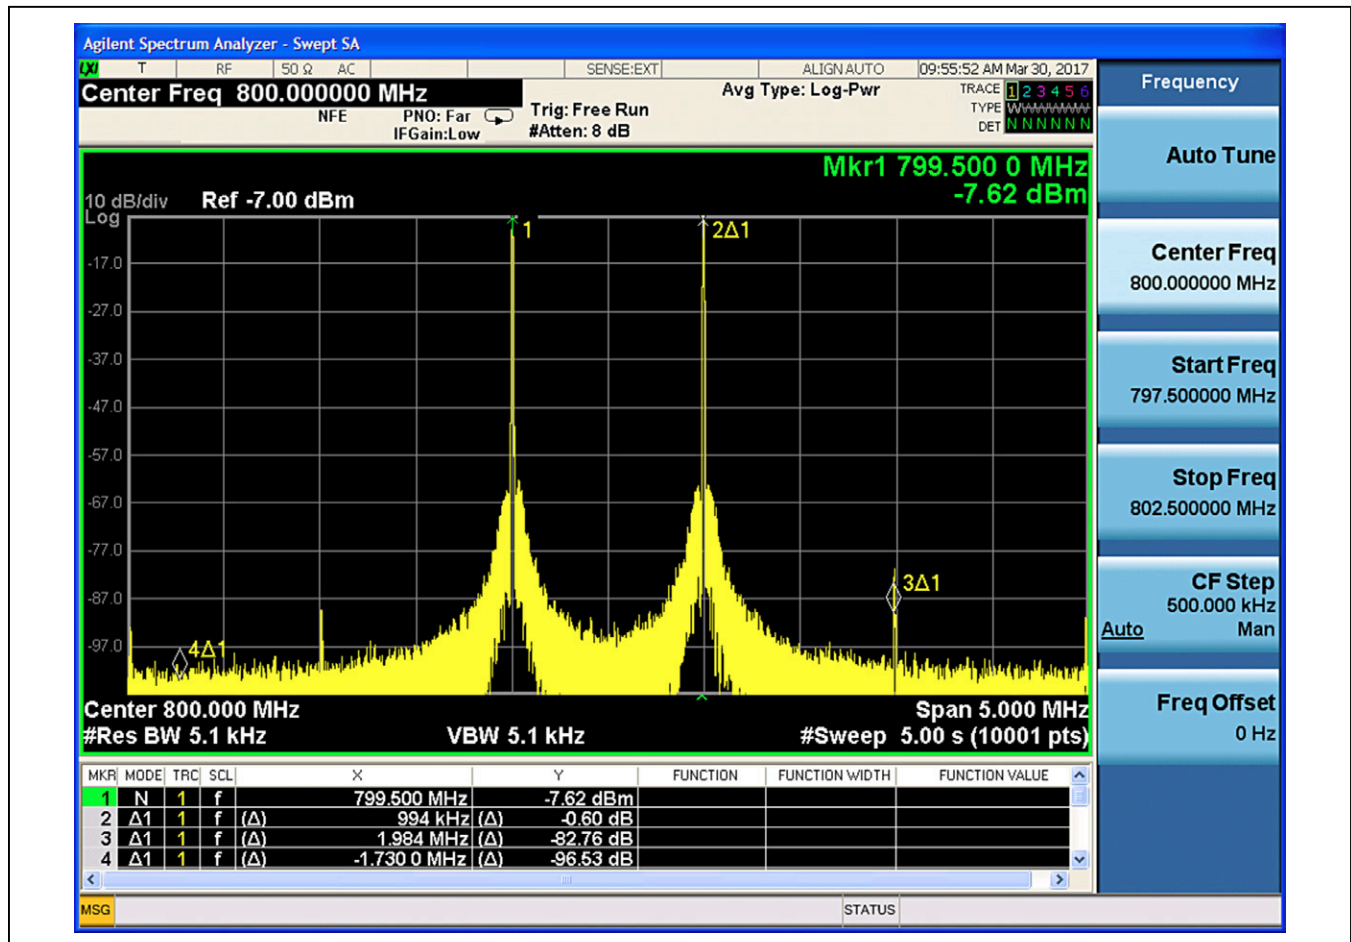 Agilent Spectrum Analyzer - Swept SA
LXI T RF 50 Ω AC SENSE:EXT ALIGN AUTO 09:55:52 AM Mar 30, 2017
Center Freq 800.000000 MHz
NFE PNO: Far IFGain:Low
Trig: Free Run
#Atten: 8 dB
Avg Type: Log-Pwr
TRACE 1 2 3 4 5 6
TYPE WWWWWW
DET N N N N N N
Mkr1 799.500 0 MHz
-7.62 dBm
10 dB/div Ref -7.00 dBm
Log
1
2Δ1
-17.0
-27.0
-37.0
-47.0
-57.0
-67.0
-77.0
3Δ1
-87.0
-97.0
4Δ1
Center 800.000 MHz Span 5.000 MHz
#Res BW 5.1 kHz VBW 5.1 kHz #Sweep 5.00 s (10001 pts)
MKR MODE TRC SCL X Y FUNCTION FUNCTION WIDTH FUNCTION VALUE
1 N 1 f 799.500 MHz -7.62 dBm
2 Δ1 1 f (Δ) 994 kHz (Δ) -0.60 dB
3 Δ1 1 f (Δ) 1.984 MHz (Δ) -82.76 dB
4 Δ1 1 f (Δ) -1.730 0 MHz (Δ) -96.53 dB
MSG STATUS
Frequency
Auto Tune
Center Freq
800.000000 MHz
Start Freq
797.500000 MHz
Stop Freq
802.500000 MHz
CF Step
500.000 kHz
Auto Man
Freq Offset
0 Hz